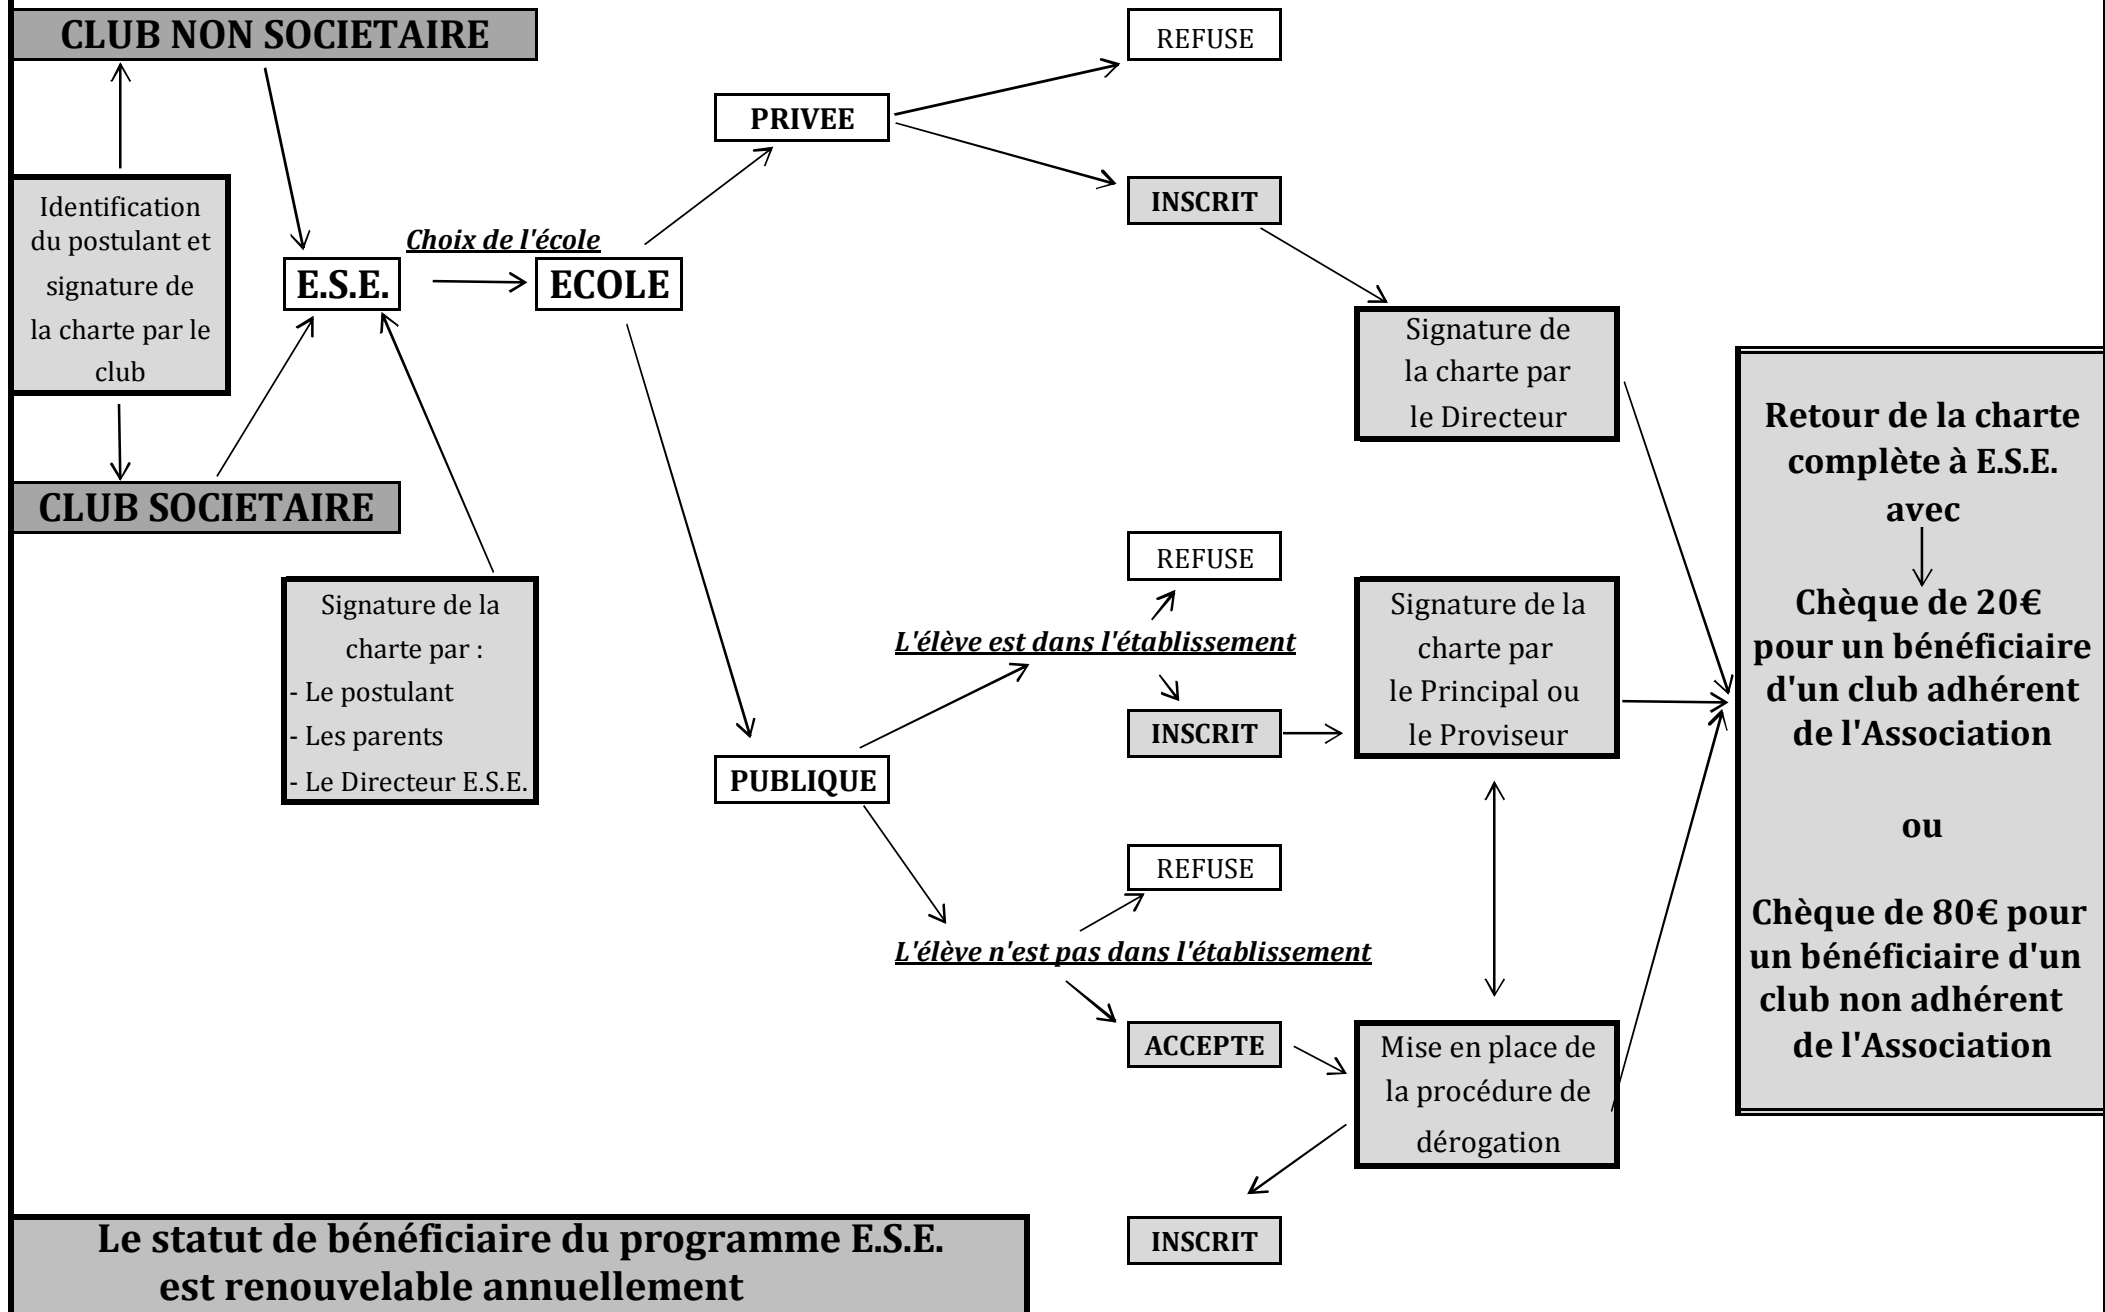 CLUB NON SOCIETAIRE
REFUSE
PRIVEE
INSCRIT
Identification
du postulant et
signature de
la charte par le
club
Choix de l'école
E.S.E.
ECOLE
Signature de
la charte par
le Directeur
CLUB SOCIETAIRE
Signature de la
charte par :
- Le postulant
- Les parents
- Le Directeur E.S.E.
REFUSE
L'élève est dans l'établissement
INSCRIT
Signature de la
charte par
le Principal ou
le Proviseur
PUBLIQUE
REFUSE
L'élève n'est pas dans l'établissement
ACCEPTE
Mise en place de
la procédure de
dérogation
INSCRIT
Retour de la charte
complète à E.S.E.
avec
Chèque de 20€
pour un bénéficiaire
d'un club adhérent
de l'Association
ou
Chèque de 80€ pour
un bénéficiaire d'un
club non adhérent
de l'Association
Le statut de bénéficiaire du programme E.S.E.
est renouvelable annuellement